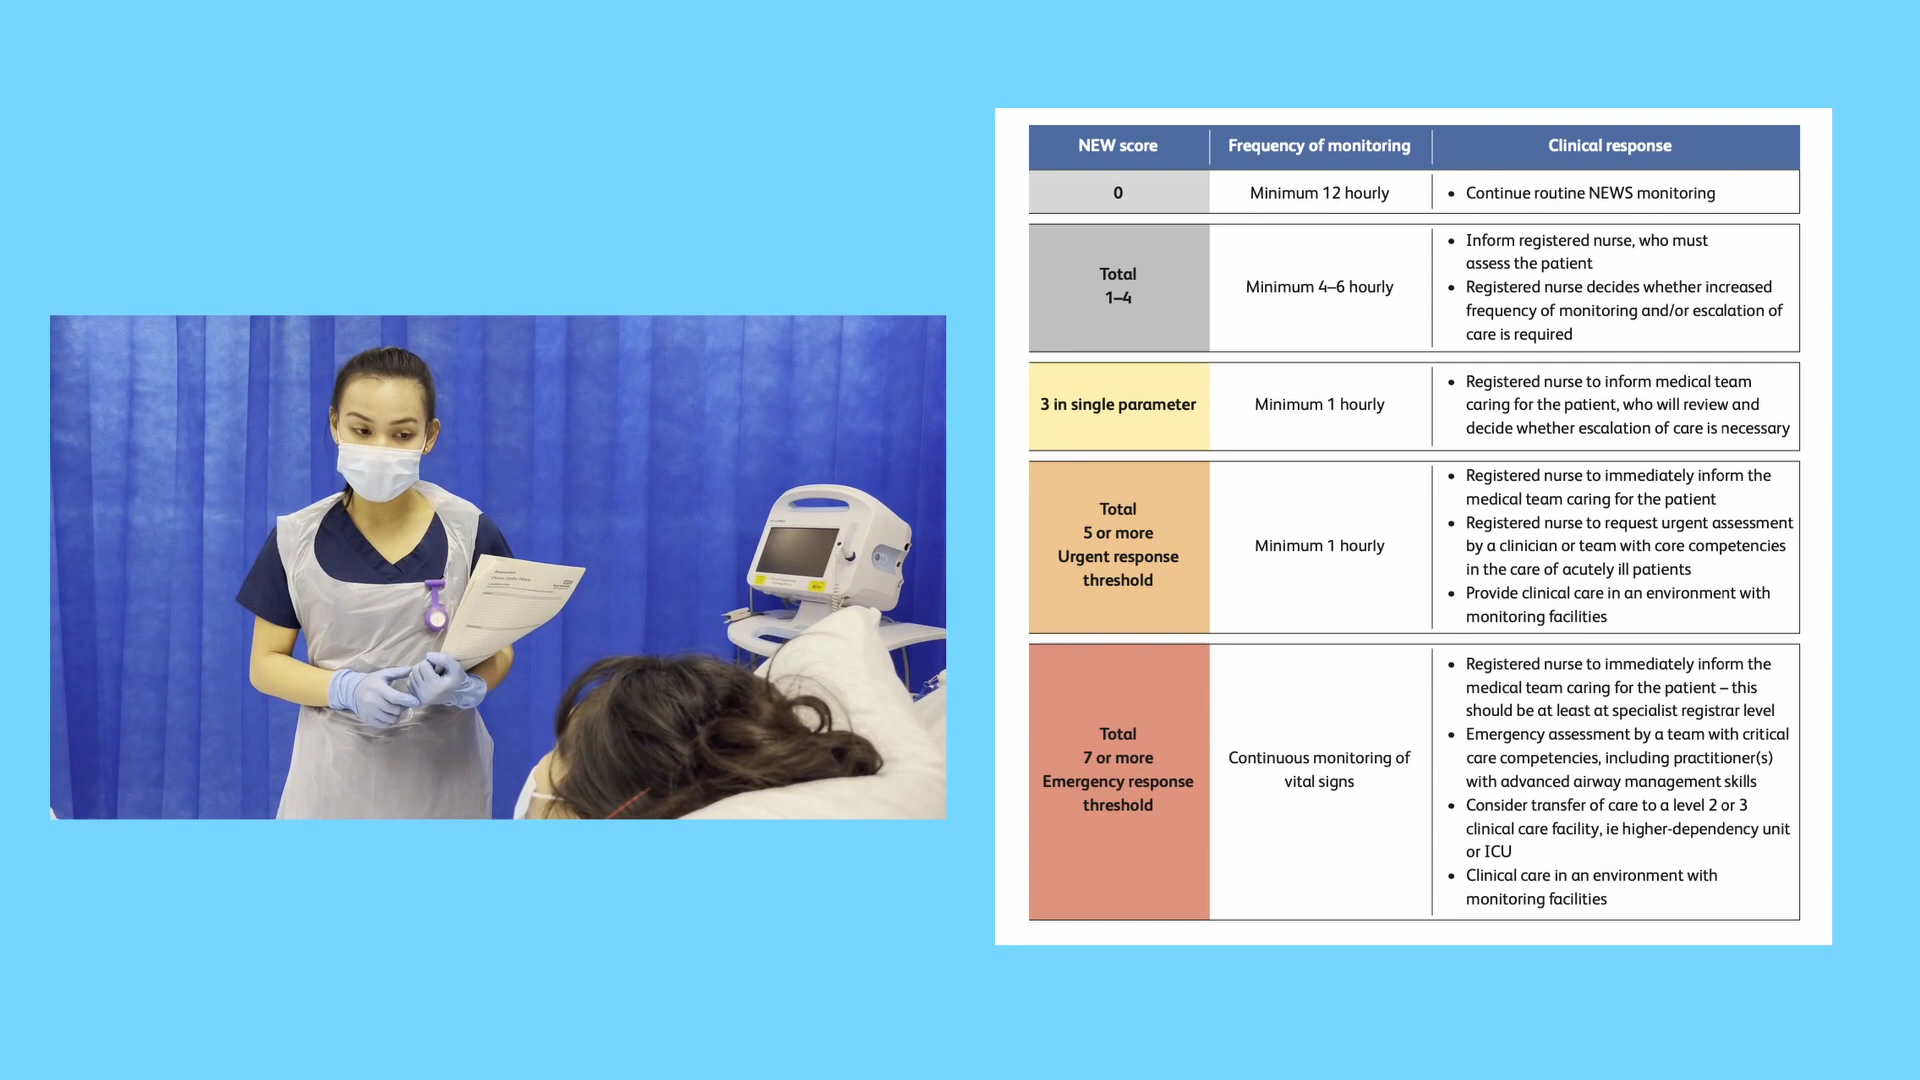 Assessment
NEW score
Frequency of monitoring
Clinical response
0
Minimum 12 hourly
• Continue routine NEWS monitoring
Total
1–4
Minimum 4–6 hourly
• Inform registered nurse, who must
assess the patient
• Registered nurse decides whether increased
frequency of monitoring and/or escalation of
care is required
3 in single parameter
Minimum 1 hourly
• Registered nurse to inform medical team
caring for the patient, who will review and
decide whether escalation of care is necessary
Total
5 or more
Urgent response
threshold
Minimum 1 hourly
• Registered nurse to immediately inform the
medical team caring for the patient
• Registered nurse to request urgent assessment
by a clinician or team with core competencies
in the care of acutely ill patients
• Provide clinical care in an environment with
monitoring facilities
Total
7 or more
Emergency response
threshold
Continuous monitoring of
vital signs
• Registered nurse to immediately inform the
medical team caring for the patient – this
should be at least at specialist registrar level
• Emergency assessment by a team with critical
care competencies, including practitioner(s)
with advanced airway management skills
• Consider transfer of care to a level 2 or 3
clinical care facility, ie higher-dependency unit
or ICU
• Clinical care in an environment with
monitoring facilities